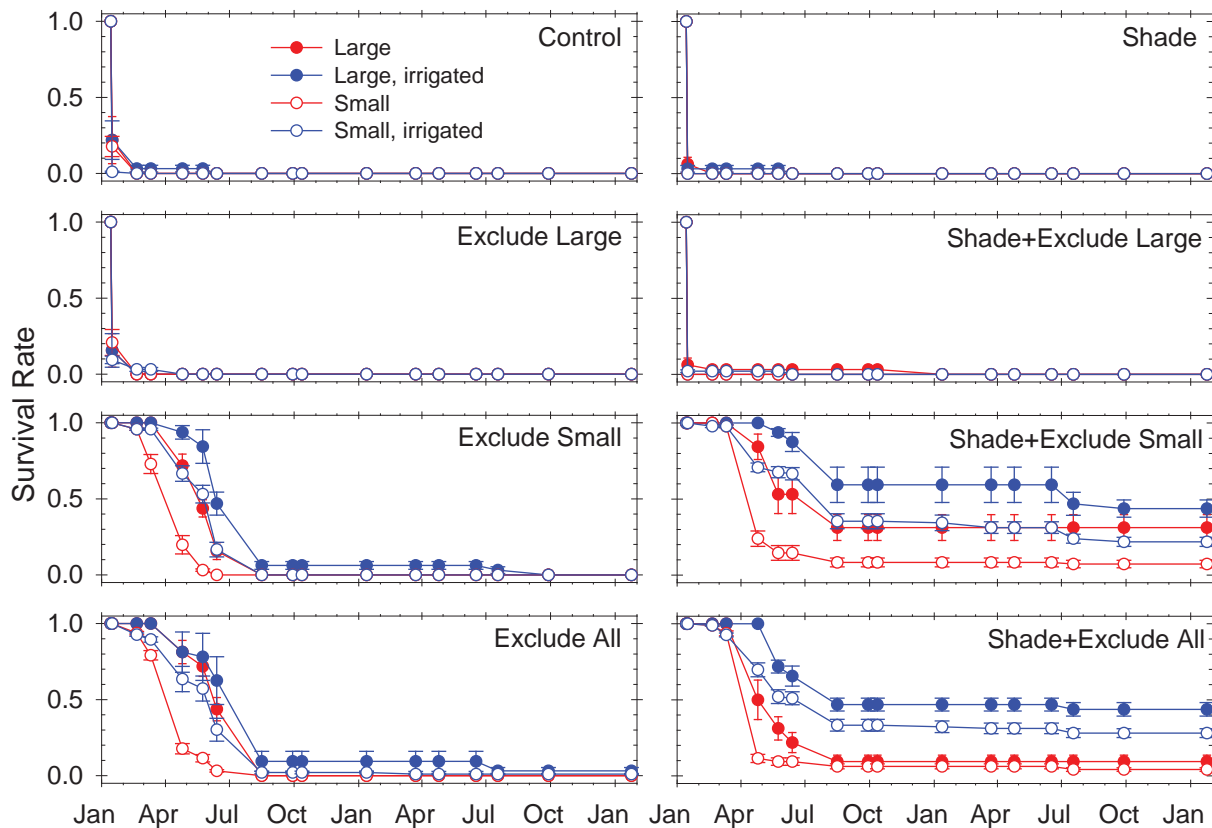 Survival Rate
1.0
0.5
0.0
Control
Large
Large, irrigated
Small
Small, irrigated
Shade
1.0
0.5
0.0
Exclude Large
Shade+Exclude Large
1.0
0.5
0.0
Exclude Small
Shade+Exclude Small
1.0
0.5
0.0
Exclude All
Shade+Exclude All
Jan Apr Jul Oct Jan Apr Jul Oct Jan
Jan Apr Jul Oct Jan Apr Jul Oct Jan